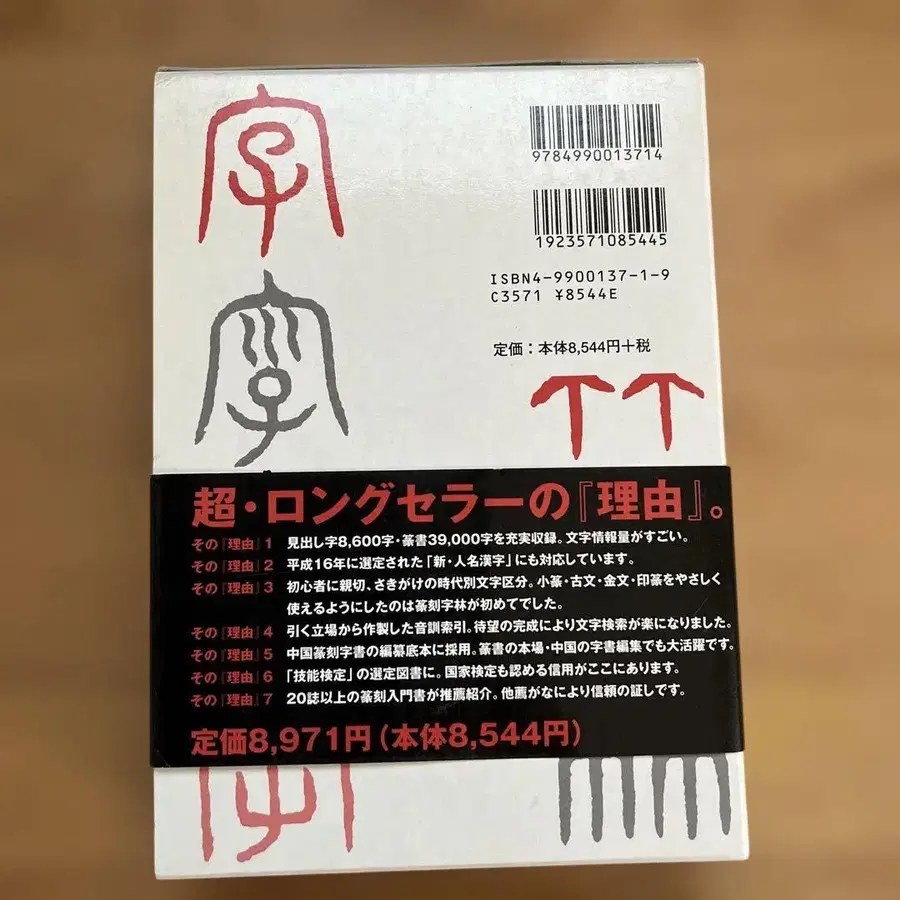 字
9784990013714
1923571085445
ISBN4-9900137-1-9
C3571 ¥8544E
定価：本体8,544円+税
字
超・ロングセラーの『理由』。
その『理由』1 見出し字8,600字・篆書39,000字を充実収録。文字情報量がすごい。
その『理由』2 平成16年に選定された「新・人名漢字」にも対応しています。
その『理由』3 初心者に親切、さきがけの時代別文字区分。小篆・古文・金文・印篆をやさしく
使えるようにしたのは篆刻字林が初めてでした。
その『理由』4 引く立場から作製した音訓索引。待望の完成により文字検索が楽になりました。
その『理由』5 中国篆刻字書の編纂底本に採用。篆書の本場・中国の字書編集でも大活躍です。
その『理由』6 「技能検定」の選定図書に。国家検定も認める信用がここにあります。
その『理由』7 20誌以上の篆刻入門書が推薦紹介。他薦がなにより信頼の証しです。
定価8,971円(本体8,544円)